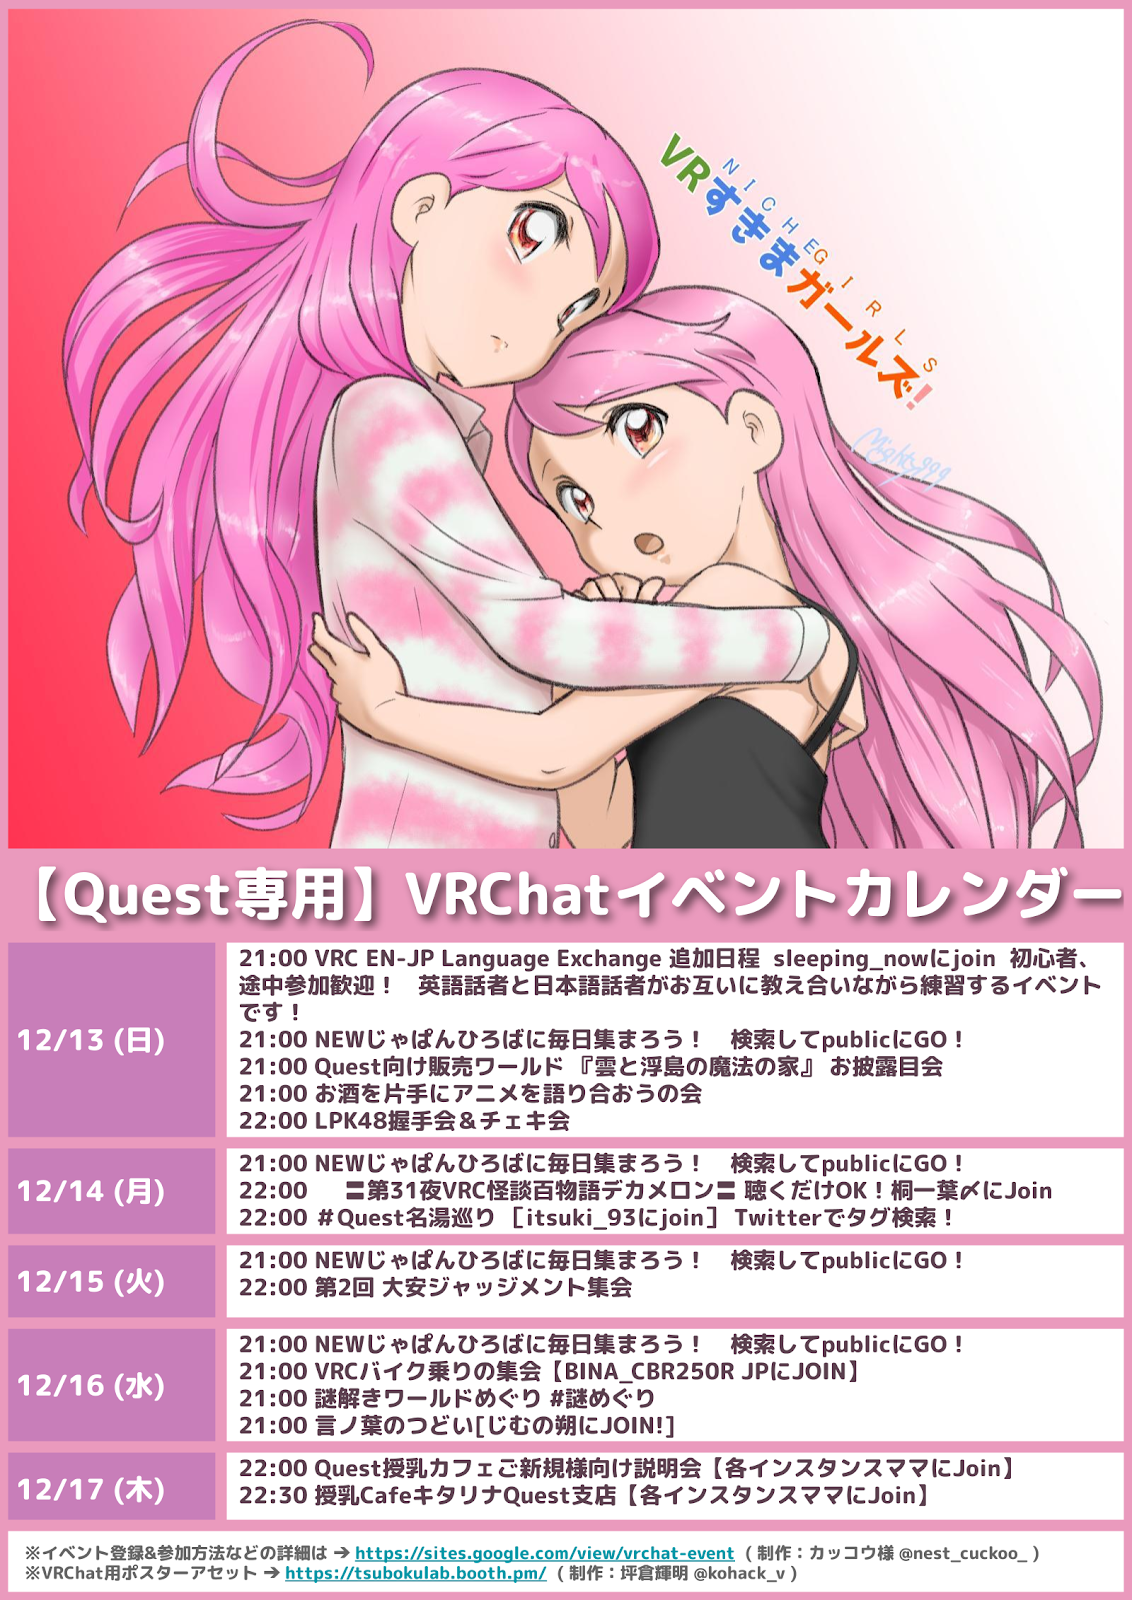 NICHE GIRLS
VRすきまガールズ!
Mighty999
【Quest専用】VRChatイベントカレンダー
12/13 (日)
21:00 VRC EN-JP Language Exchange 追加日程 sleeping_nowにjoin 初心者、
途中参加歓迎！ 英語話者と日本語話者がお互いに教え合いながら練習するイベント
です！
21:00 NEWじゃぱんひろばに毎日集まろう！ 検索してpublicにGO！
21:00 Quest向け販売ワールド 『雲と浮島の魔法の家』 お披露目会
21:00 お酒を片手にアニメを語り合おうの会
22:00 LPK48握手会＆チェキ会
12/14 (月)
21:00 NEWじゃぱんひろばに毎日集まろう！ 検索してpublicにGO！
22:00 〓第31夜VRC怪談百物語デカメロン〓 聴くだけOK！桐一葉〆にJoin
22:00 ＃Quest名湯巡り ［itsuki_93にjoin］ Twitterでタグ検索！
12/15 (火)
21:00 NEWじゃぱんひろばに毎日集まろう！ 検索してpublicにGO！
22:00 第2回 大安ジャッジメント集会
12/16 (水)
21:00 NEWじゃぱんひろばに毎日集まろう！ 検索してpublicにGO！
21:00 VRCバイク乗りの集会【BINA_CBR250R JPにJOIN】
21:00 謎解きワールドめぐり #謎めぐり
21:00 言ノ葉のつどい[じむの朔にJOIN!]
12/17 (木)
22:00 Quest授乳カフェご新規様向け説明会【各インスタンスママにJoin】
22:30 授乳CafeキタリナQuest支店【各インスタンスママにJoin】
※イベント登録&参加方法などの詳細は → https://sites.google.com/view/vrchat-event ( 制作：カッコウ様 @nest_cuckoo_ )
※VRChat用ポスターアセット → https://tsubokulab.booth.pm/ ( 制作：坪倉輝明 @kohack_v )